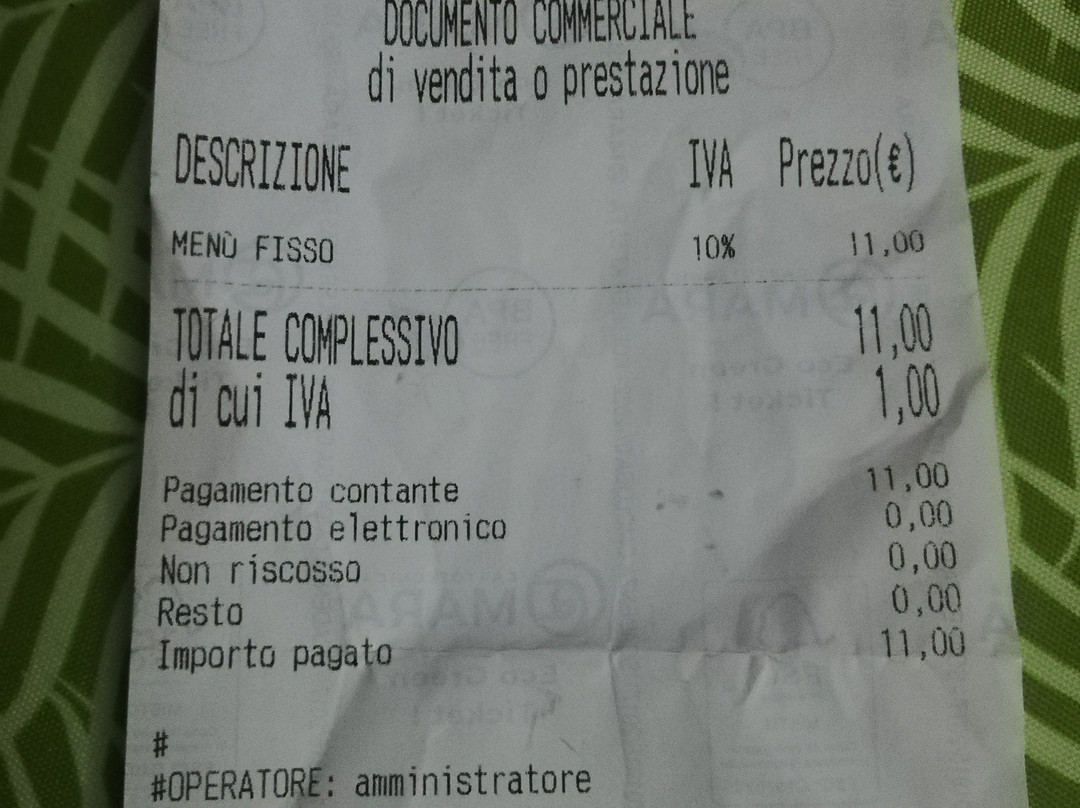 DOCUMENTO COMMERCIALE
di vendita o prestazione
DESCRIZIONE IVA Prezzo(€)
MENÙ FISSO 10% 11,00
TOTALE COMPLESSIVO 11,00
di cui IVA 1,00
Pagamento contante 11,00
Pagamento elettronico 0,00
Non riscosso 0,00
Resto 0,00
Importo pagato 11,00
#
#OPERATORE: amministratore